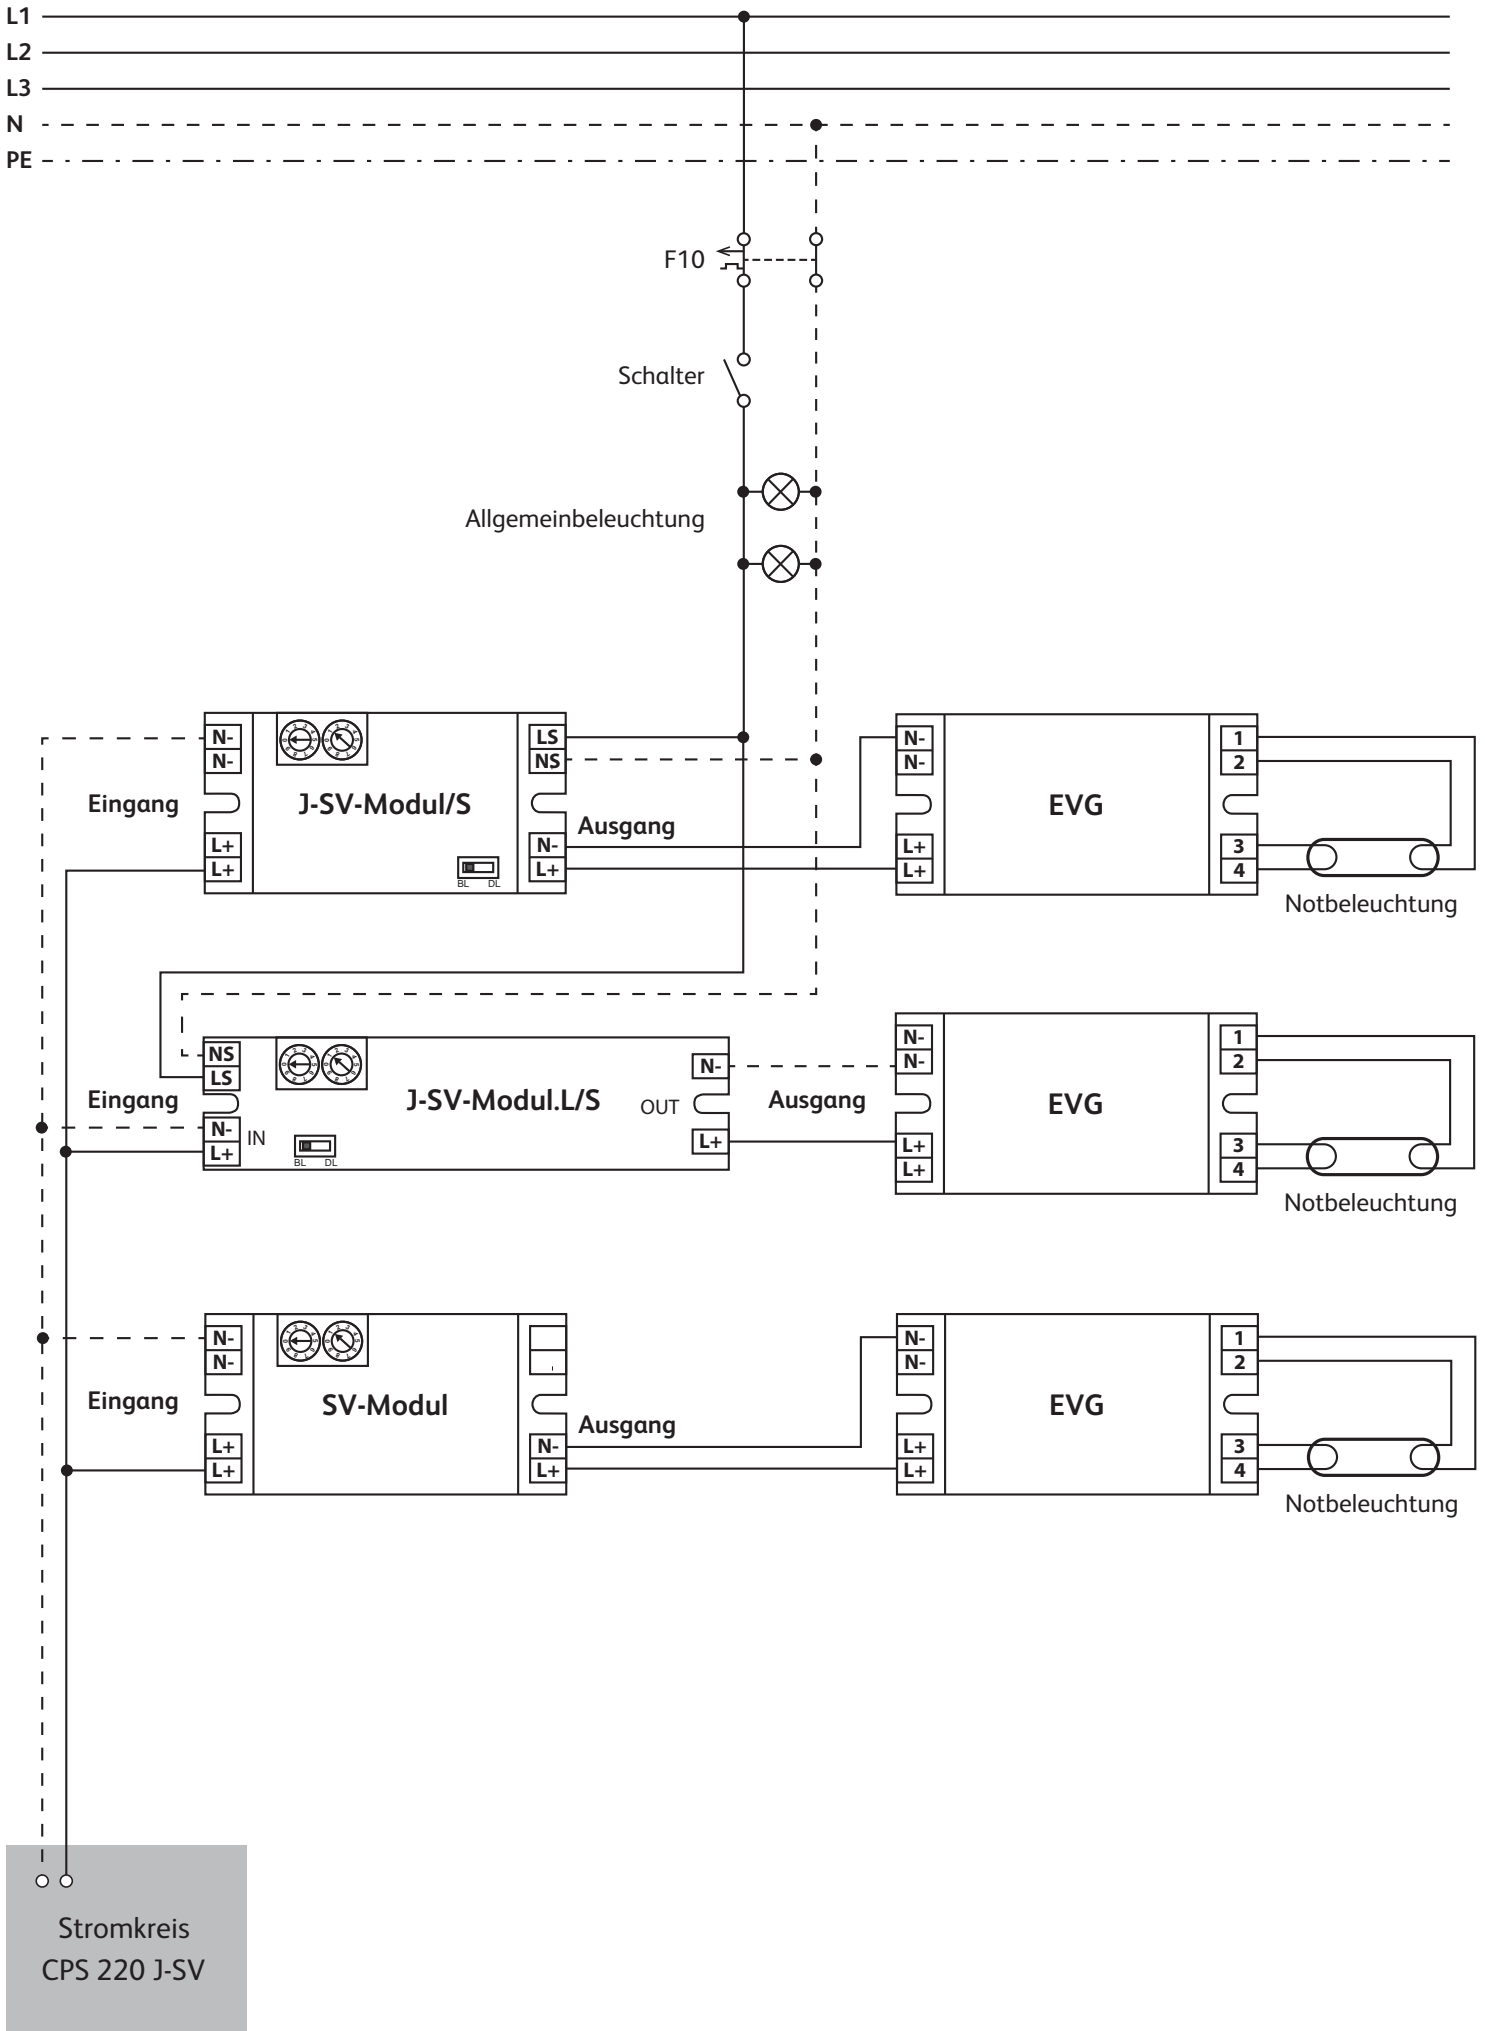 L1
L2
L3
N
PE
F10
Schalter
Allgemeinbeleuchtung
N-
N-
Eingang
L+
L+
J-SV-Modul/S
BL DL
LS
NS
Ausgang
N-
L+
N-
N-
L+
L+
EVG
1
2
3
4
Notbeleuchtung
NS
LS
Eingang
N-
L+
IN
J-SV-Modul.L/S
BL DL
OUT
N-
L+
Ausgang
N-
N-
L+
L+
EVG
1
2
3
4
Notbeleuchtung
N-
N-
Eingang
L+
L+
SV-Modul
Ausgang
N-
L+
N-
N-
L+
L+
EVG
1
2
3
4
Notbeleuchtung
Stromkreis
CPS 220 J-SV